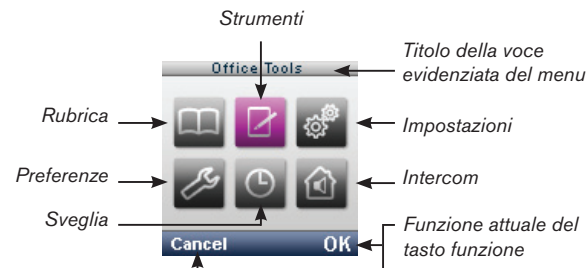 Strumenti
Office Tools
Titolo della voce
evidenziata del menu
Rubrica
Impostazioni
Preferenze
Intercom
Sveglia
Funzione attuale del
tasto funzione
Cancel
OK